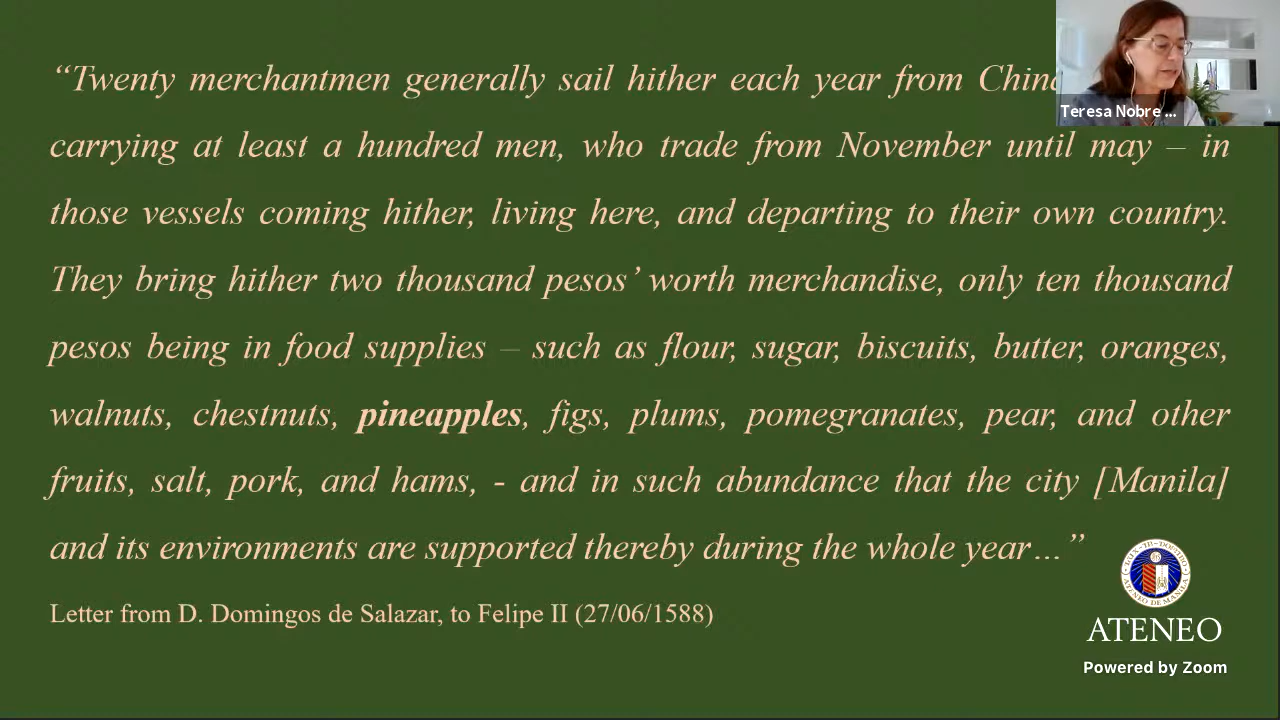 “Twenty merchantmen generally sail hither each year from China
carrying at least a hundred men, who trade from November until may – in
those vessels coming hither, living here, and departing to their own country.
They bring hither two thousand pesos’ worth merchandise, only ten thousand
pesos being in food supplies – such as flour, sugar, biscuits, butter, oranges,
walnuts, chestnuts, pineapples, figs, plums, pomegranates, pear, and other
fruits, salt, pork, and hams, - and in such abundance that the city [Manila]
and its environments are supported thereby during the whole year…”
Letter from D. Domingos de Salazar, to Felipe II (27/06/1588)
Teresa Nobre ...
ATENEO
Powered by Zoom